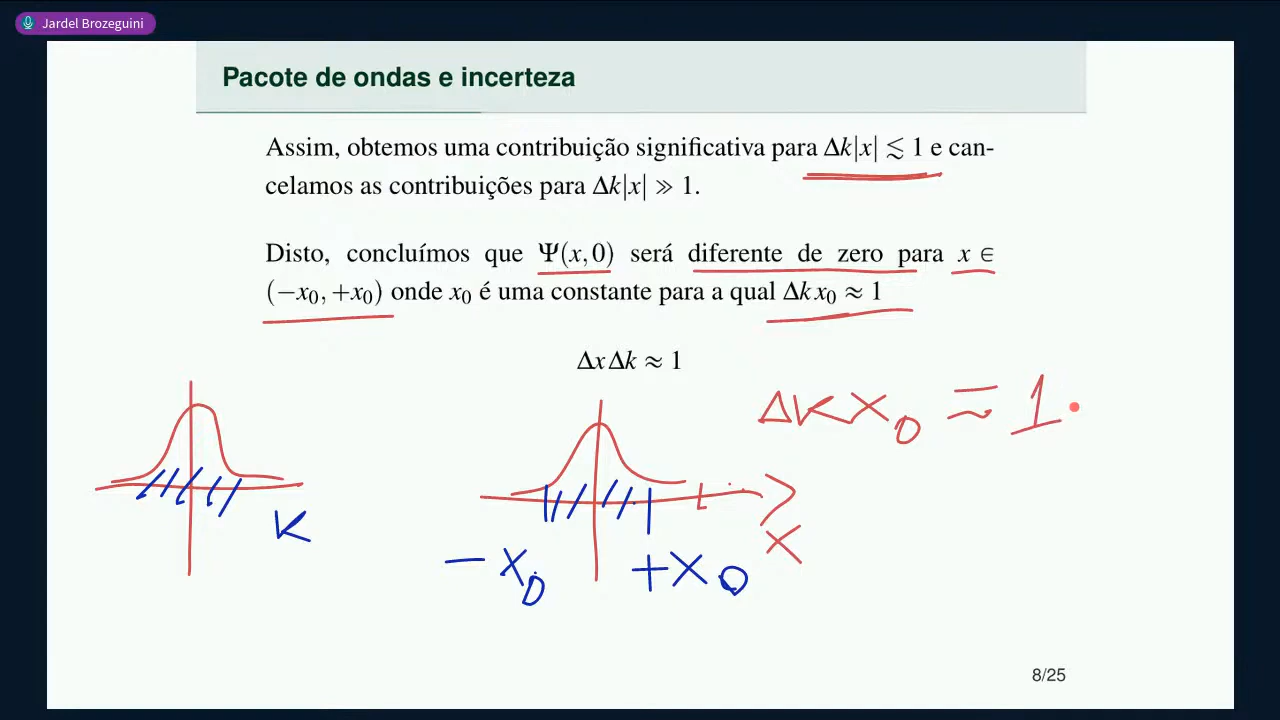 Jardel Brozeguini
Pacote de ondas e incerteza
Assim, obtemos uma contribuição significativa para Δk|x| ≲ 1 e can-
celamos as contribuições para Δk|x| ≫ 1.
Disto, concluímos que Ψ(x,0) será diferente de zero para x ∈
(−x₀,+x₀) onde x₀ é uma constante para a qual Δk x₀ ≈ 1
Δx Δk ≈ 1
ΔK X₀ ≈ 1
K
X
− X₀
+X₀
8/25